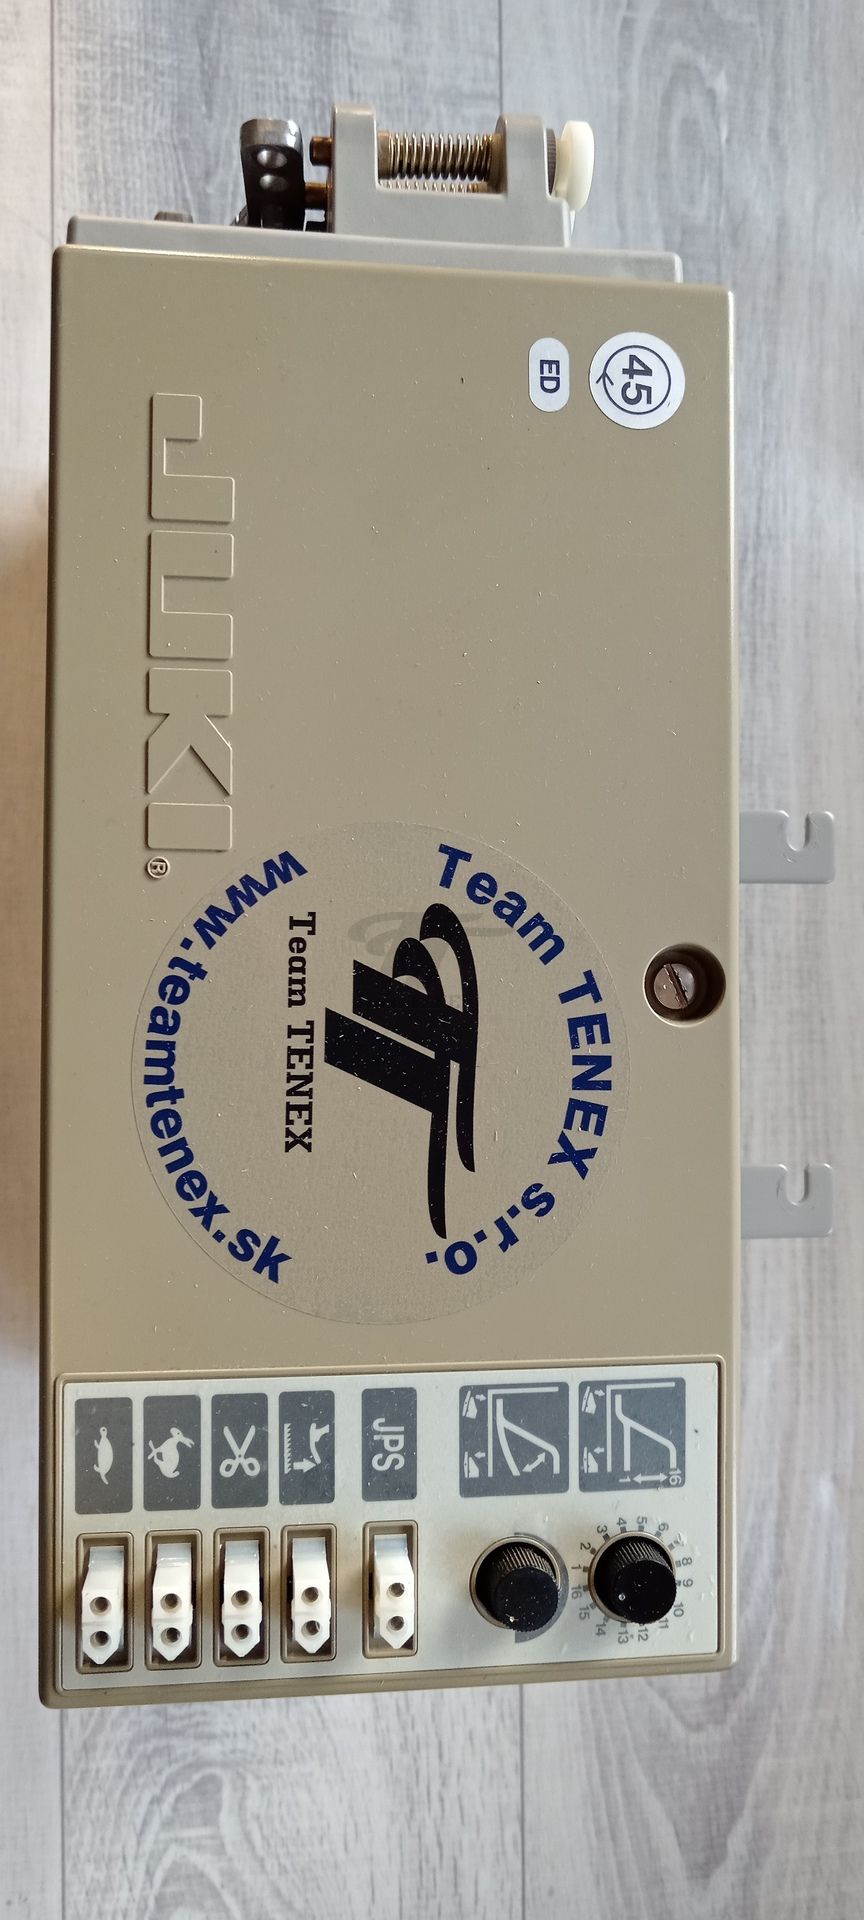 45
ED
JUKI®
Team TENEX s.r.o.
Team TENEX
www.teamtenex.sk
JPS
16
1
1 2 3 4 5 6 7 8 9 10 11 12 13 14 15 16